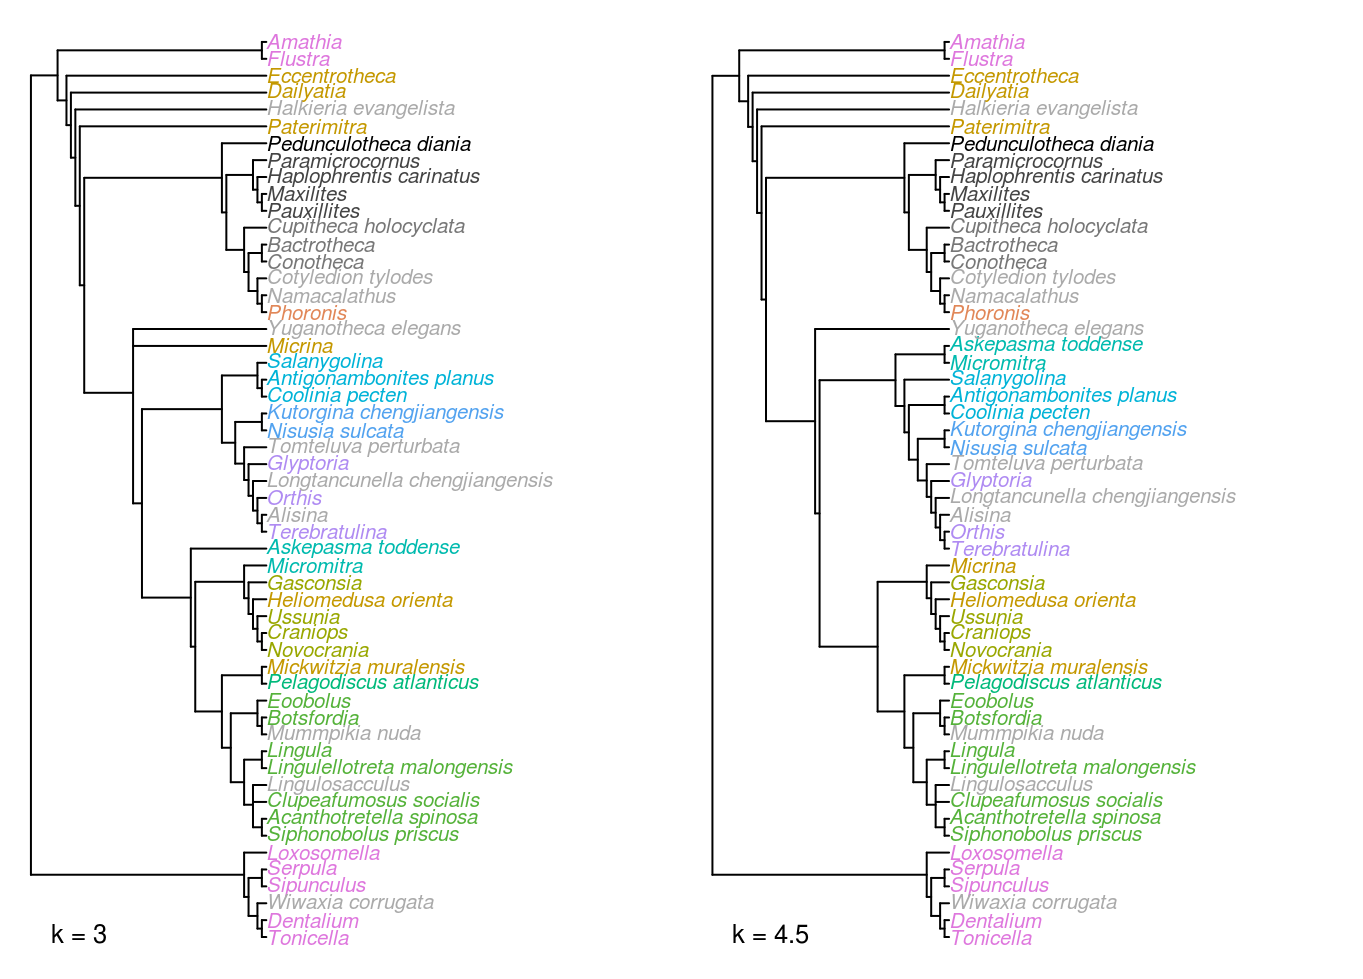 Amathia
Flustra
Eccentrotheca
Dailyatia
Halkieria evangelista
Paterimitra
Pedunculotheca diania
Paramicrocornus
Haplophrentis carinatus
Maxilites
Pauxillites
Cupitheca holocyclata
Bactrotheca
Conotheca
Cotyledion tylodes
Namacalathus
Phoronis
Yuganotheca elegans
Micrina
Salanygolina
Antigonambonites planus
Coolinia pecten
Kutorgina chengjiangensis
Nisusia sulcata
Tomteluva perturbata
Glyptoria
Longtancunella chengjiangensis
Orthis
Alisina
Terebratulina
Askepasma toddense
Micromitra
Gasconsia
Heliomedusa orienta
Ussunia
Craniops
Novocrania
Mickwitzia muralensis
Pelagodiscus atlanticus
Eoobolus
Botsfordia
Mummpikia nuda
Lingula
Lingulellotreta malongensis
Lingulosacculus
Clupeafumosus socialis
Acanthotretella spinosa
Siphonobolus priscus
Loxosomella
Serpula
Sipunculus
Wiwaxia corrugata
Dentalium
Tonicella
k = 3
Amathia
Flustra
Eccentrotheca
Dailyatia
Halkieria evangelista
Paterimitra
Pedunculotheca diania
Paramicrocornus
Haplophrentis carinatus
Maxilites
Pauxillites
Cupitheca holocyclata
Bactrotheca
Conotheca
Cotyledion tylodes
Namacalathus
Phoronis
Yuganotheca elegans
Askepasma toddense
Micromitra
Salanygolina
Antigonambonites planus
Coolinia pecten
Kutorgina chengjiangensis
Nisusia sulcata
Tomteluva perturbata
Glyptoria
Longtancunella chengjiangensis
Alisina
Orthis
Terebratulina
Micrina
Gasconsia
Heliomedusa orienta
Ussunia
Craniops
Novocrania
Mickwitzia muralensis
Pelagodiscus atlanticus
Eoobolus
Botsfordia
Mummpikia nuda
Lingula
Lingulellotreta malongensis
Lingulosacculus
Clupeafumosus socialis
Acanthotretella spinosa
Siphonobolus priscus
Loxosomella
Serpula
Sipunculus
Wiwaxia corrugata
Dentalium
Tonicella
k = 4.5